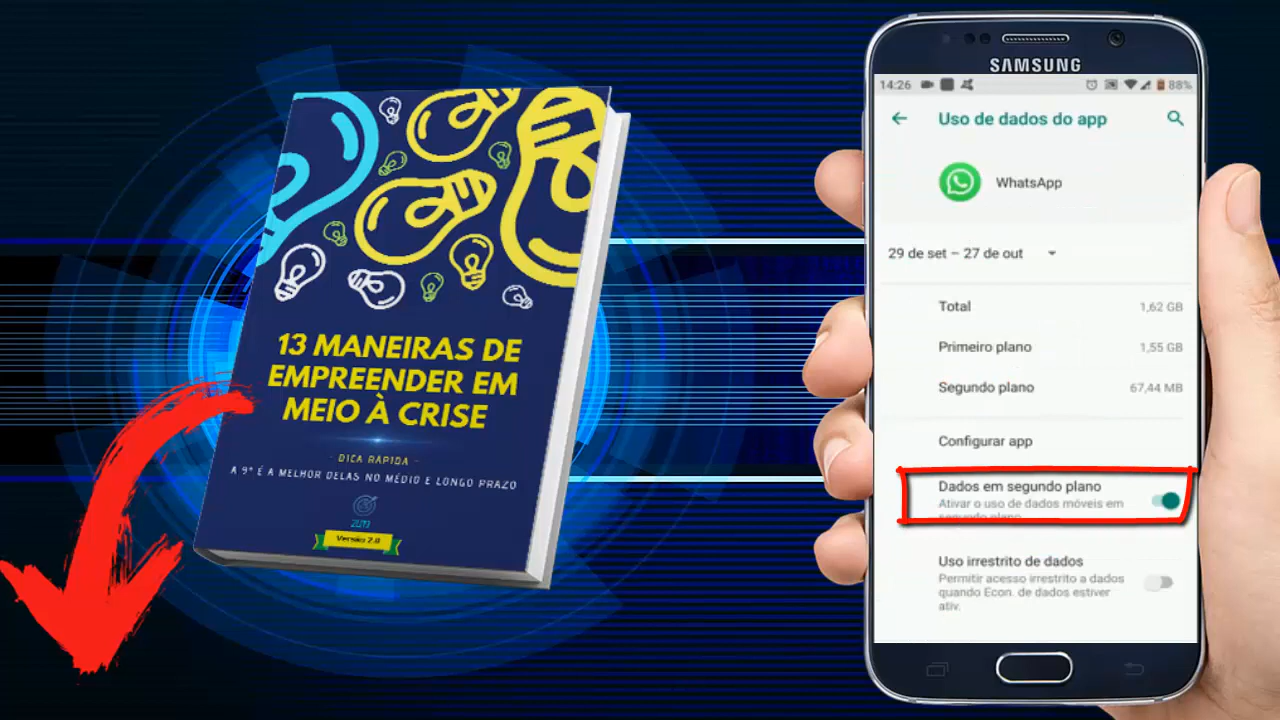 13 MANEIRAS DE
EMPREENDER EM
MEIO À CRISE
- DICA RÁPIDA -
A 9ª É A MELHOR DELAS NO MÉDIO E LONGO PRAZO
2019
Versão 2.0
SAMSUNG
14:26
88%
Uso de dados do app
WhatsApp
29 de set – 27 de out
Total 1,62 GB
Primeiro plano 1,55 GB
Segundo plano 67,44 MB
Configurar app
Dados em segundo plano
Ativar o uso de dados móveis em
segundo plano
Uso irrestrito de dados
Permitir acesso irrestrito a dados
quando Econ. de dados estiver
ativ.